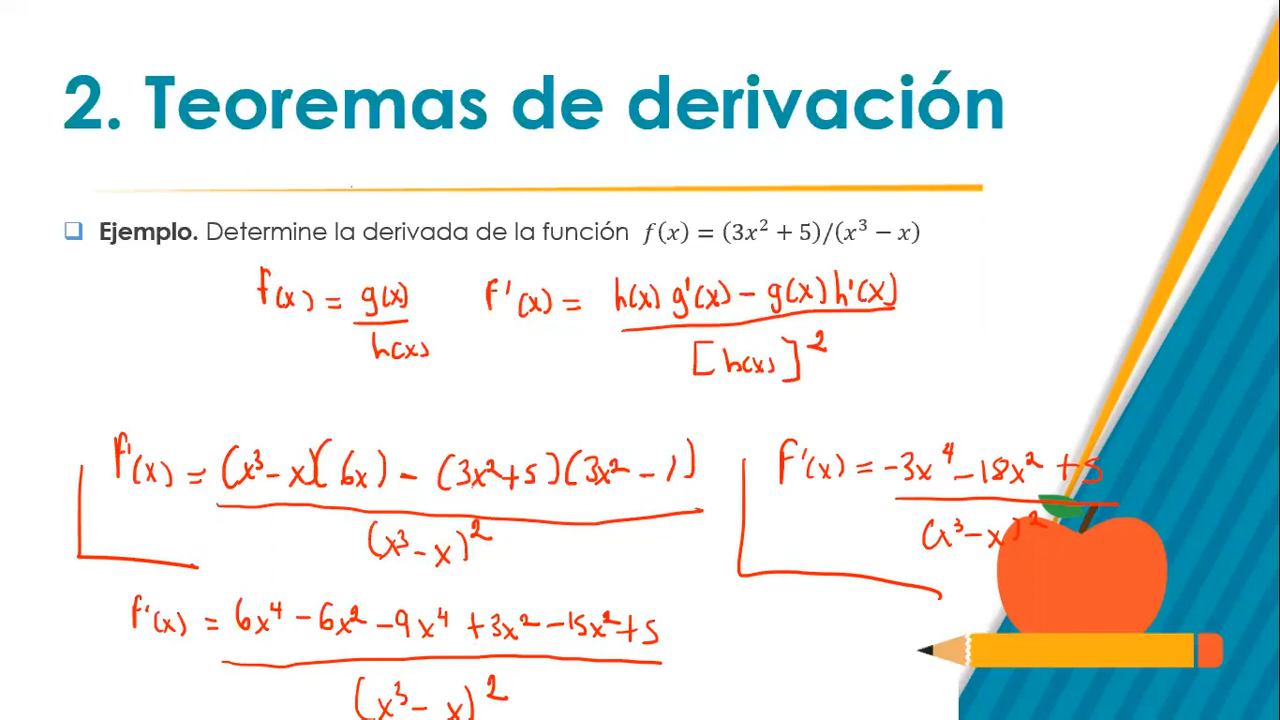 2. Teoremas de derivación
Ejemplo. Determine la derivada de la función f(x) = (3x² + 5)/(x³ − x)
f(x) = g(x) / h(x)
f'(x) = h(x) g'(x) − g(x) h'(x) / [h(x)]²
f'(x) = (x³ − x)(6x) − (3x² + 5)(3x² − 1) / (x³ − x)²
f'(x) = 6x⁴ − 6x² − 9x⁴ + 3x² − 15x² + 5 / (x³ − x)²
f'(x) = −3x⁴ − 18x² + 5 / (x³ − x)²